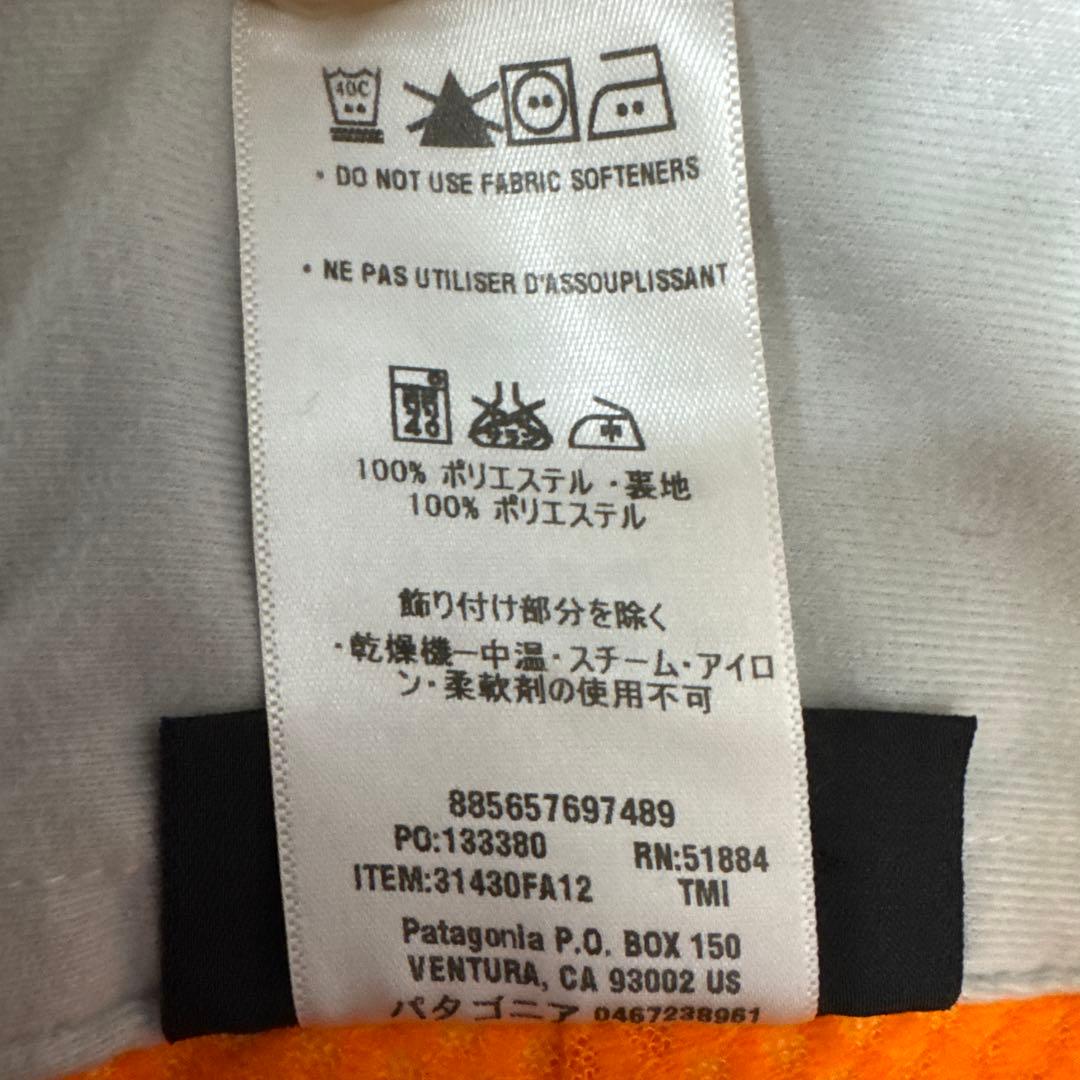 40C
• DO NOT USE FABRIC SOFTENERS
• NE PAS UTILISER D'ASSOUPLISSANT
40
中
100% ポリエステル・裏地
100% ポリエステル
飾り付け部分を除く
・乾燥機ー中温・スチーム・アイロ
ン・柔軟剤の使用不可
885657697489
PO:133380 RN:51884
ITEM:31430FA12 TMI
Patagonia P.O. BOX 150
VENTURA, CA 93002 US
パタゴニア 0467238961